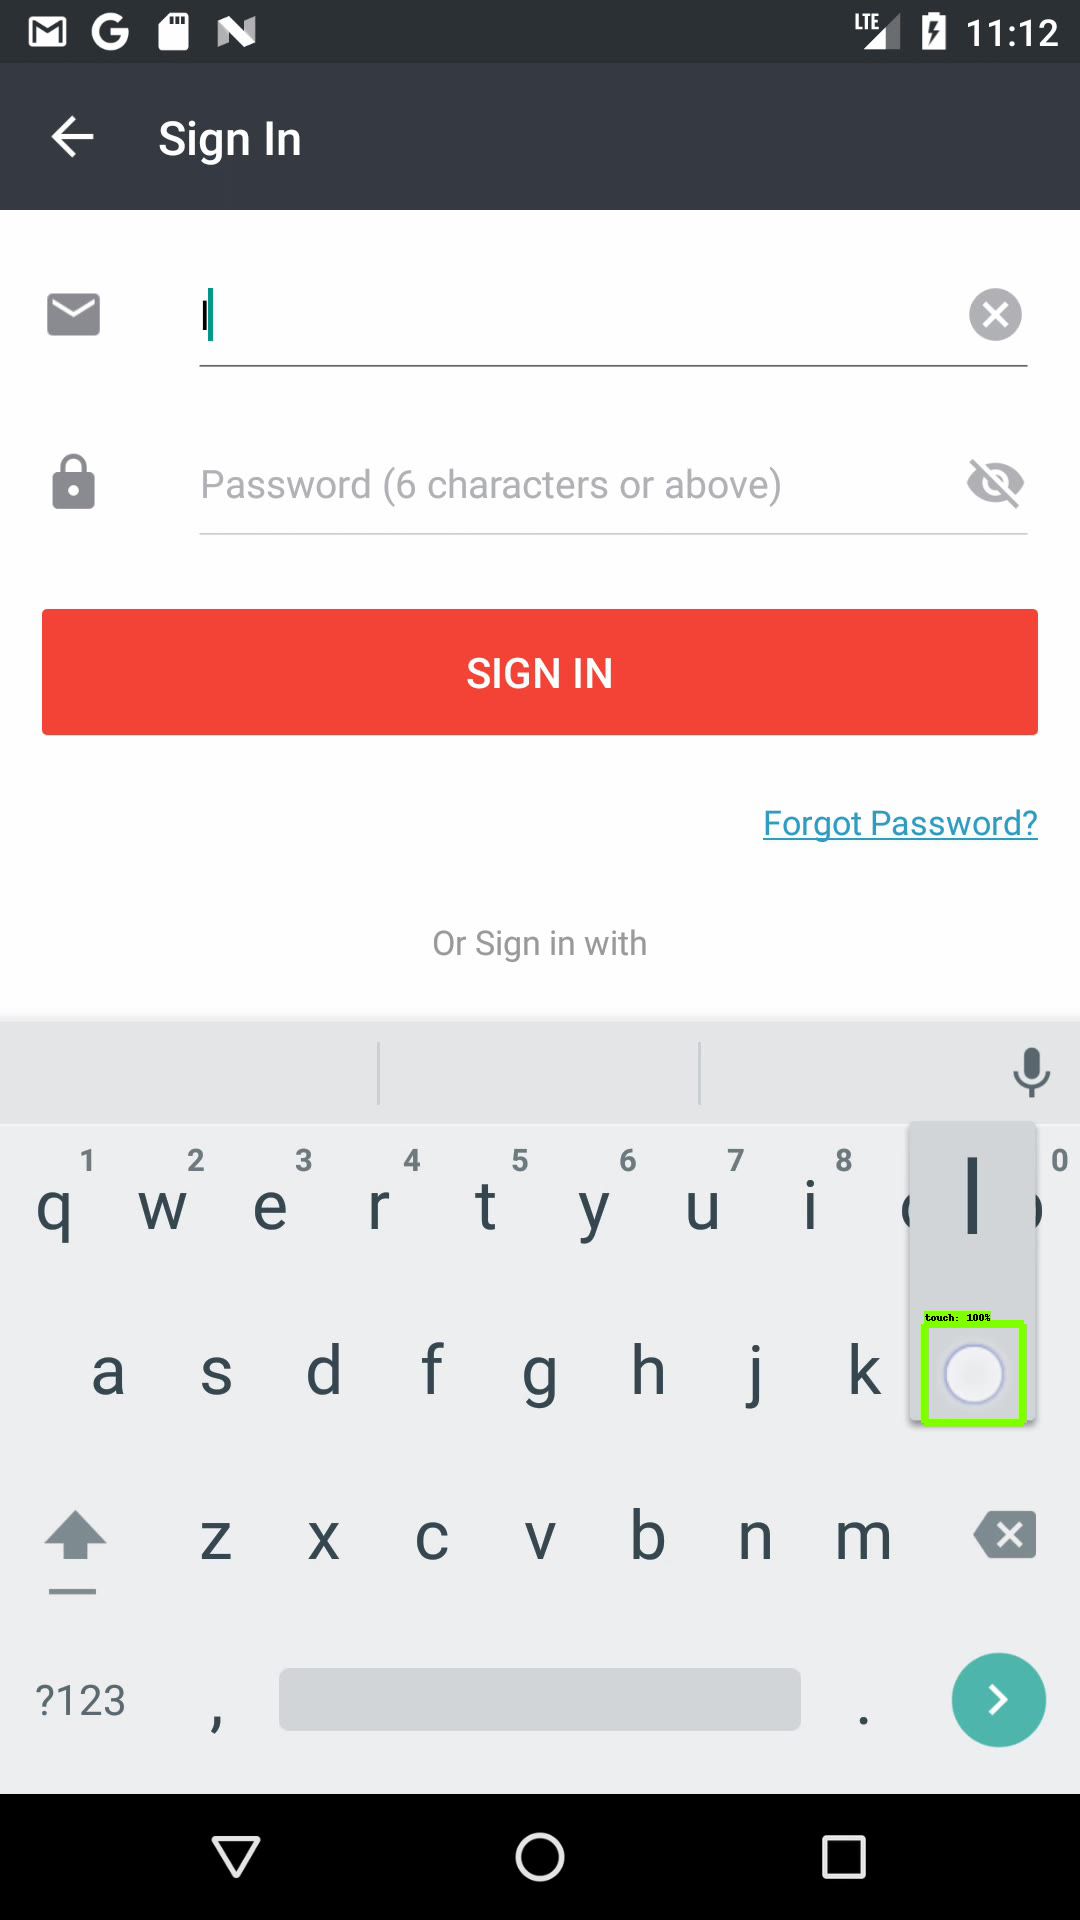 LTE 11:12
Sign In
l
Password (6 characters or above)
SIGN IN
Forgot Password?
Or Sign in with
1 2 3 4 5 6 7 8 0
q w e r t y u i l
touch: 100%
a s d f g h j k
z x c v b n m
?123 , .